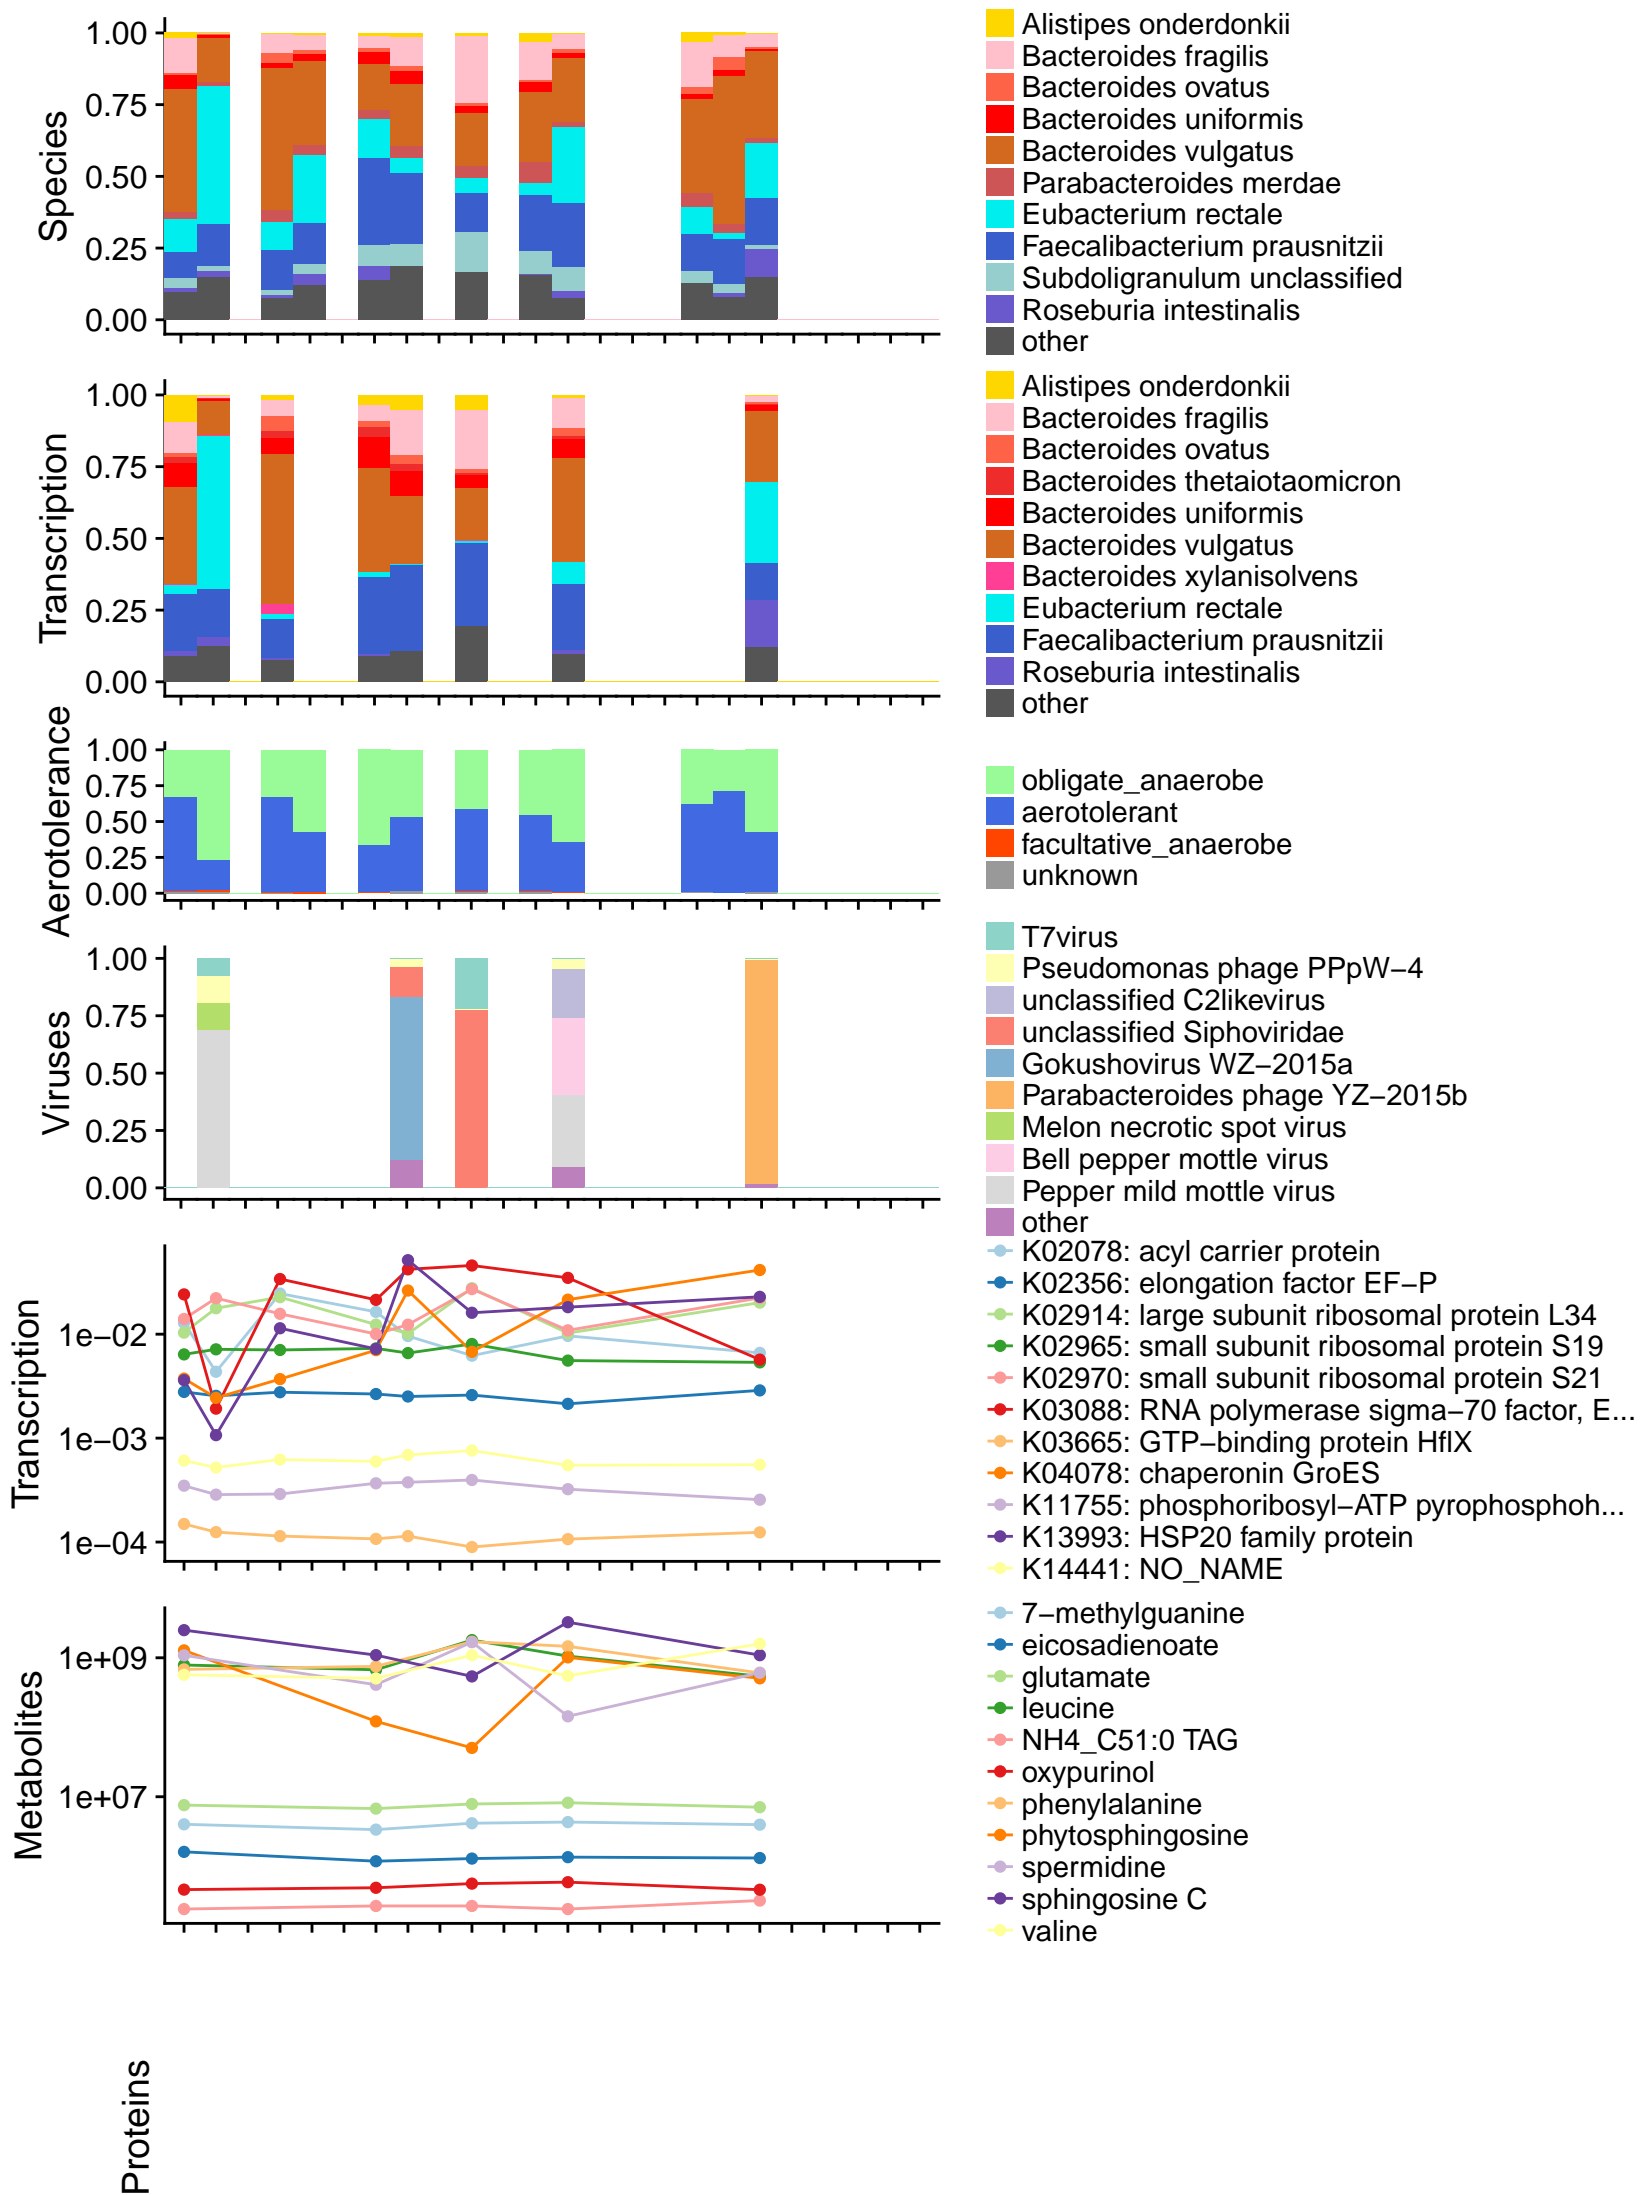 Species
1.00
0.75
0.50
0.25
0.00
Alistipes onderdonkii
Bacteroides fragilis
Bacteroides ovatus
Bacteroides uniformis
Bacteroides vulgatus
Parabacteroides merdae
Eubacterium rectale
Faecalibacterium prausnitzii
Subdoligranulum unclassified
Roseburia intestinalis
other
Transcription
1.00
0.75
0.50
0.25
0.00
Alistipes onderdonkii
Bacteroides fragilis
Bacteroides ovatus
Bacteroides thetaiotaomicron
Bacteroides uniformis
Bacteroides vulgatus
Bacteroides xylanisolvens
Eubacterium rectale
Faecalibacterium prausnitzii
Roseburia intestinalis
other
Aerotolerance
1.00
0.75
0.50
0.25
0.00
obligate_anaerobe
aerotolerant
facultative_anaerobe
unknown
Viruses
1.00
0.75
0.50
0.25
0.00
T7virus
Pseudomonas phage PPpW−4
unclassified C2likevirus
unclassified Siphoviridae
Gokushovirus WZ−2015a
Parabacteroides phage YZ−2015b
Melon necrotic spot virus
Bell pepper mottle virus
Pepper mild mottle virus
other
Transcription
1e−02
1e−03
1e−04
K02078: acyl carrier protein
K02356: elongation factor EF−P
K02914: large subunit ribosomal protein L34
K02965: small subunit ribosomal protein S19
K02970: small subunit ribosomal protein S21
K03088: RNA polymerase sigma−70 factor, E...
K03665: GTP−binding protein HflX
K04078: chaperonin GroES
K11755: phosphoribosyl−ATP pyrophosphoh...
K13993: HSP20 family protein
K14441: NO_NAME
Metabolites
1e+09
1e+07
7−methylguanine
eicosadienoate
glutamate
leucine
NH4_C51:0 TAG
oxypurinol
phenylalanine
phytosphingosine
spermidine
sphingosine C
valine
Proteins